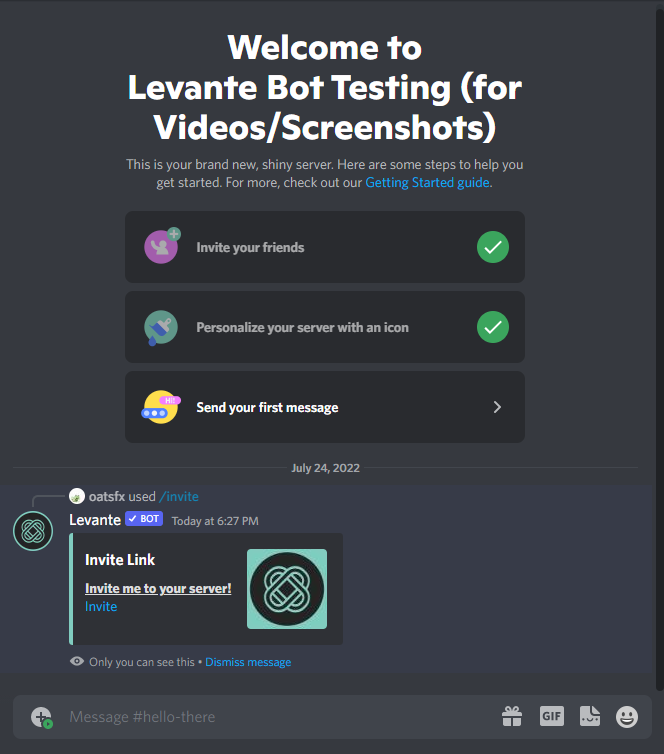 Welcome to
Levante Bot Testing (for
Videos/Screenshots)
This is your brand new, shiny server. Here are some steps to help you
get started. For more, check out our Getting Started guide.
Invite your friends
Personalize your server with an icon
Hi!
Send your first message
July 24, 2022
oatsfx used /invite
Levante BOT Today at 6:27 PM
Invite Link
Invite me to your server!
Invite
Only you can see this • Dismiss message
Message #hello-there
GIF